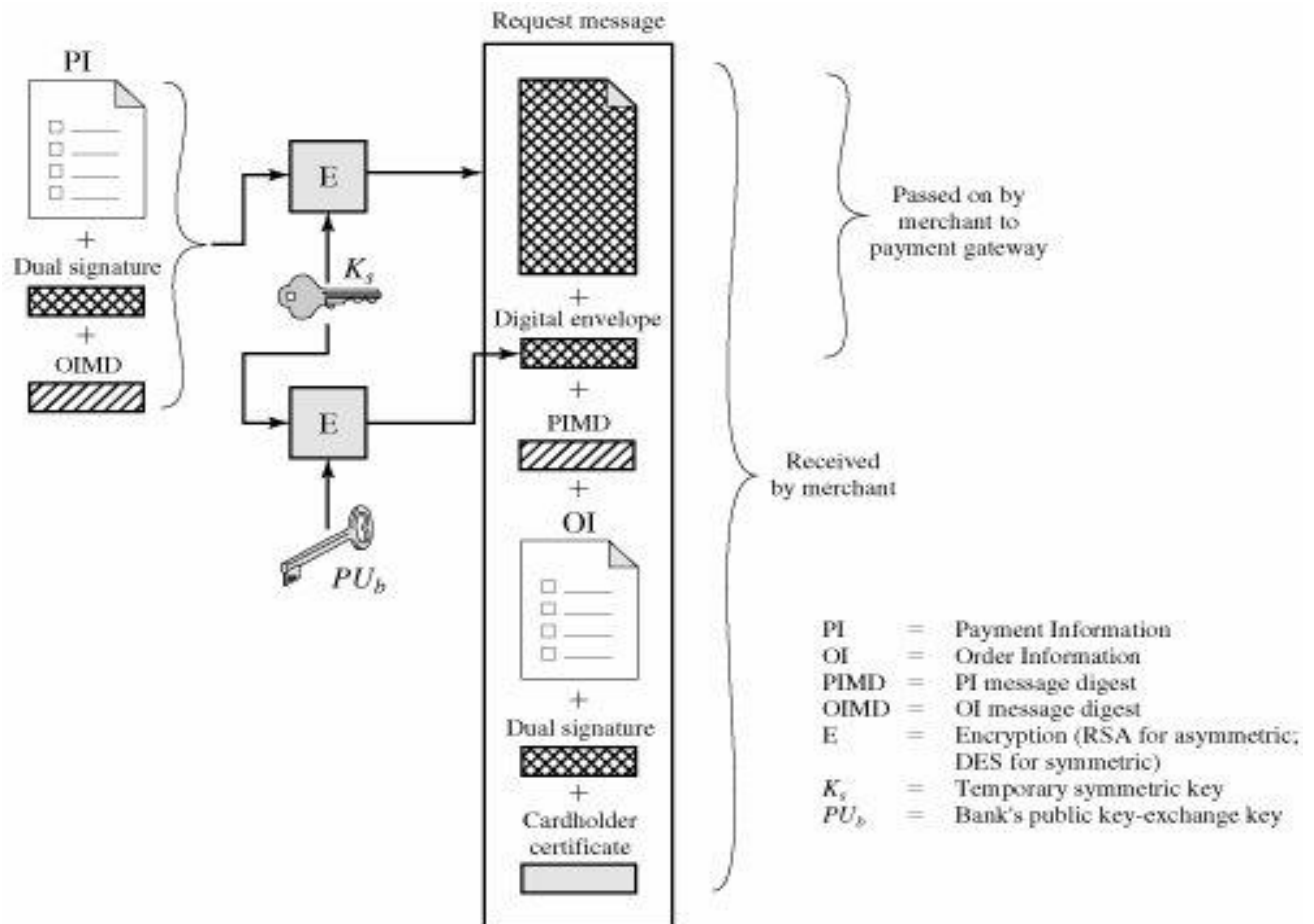 Request message
PI
+
Dual signature
+
OIMD
E
K_s
E
PU_b
+
Digital envelope
+
PIMD
+
OI
+
Dual signature
+
Cardholder
certificate
Passed on by
merchant to
payment gateway
Received
by merchant
PI = Payment Information
OI = Order Information
PIMD = PI message digest
OIMD = OI message digest
E = Encryption (RSA for asymmetric;
DES for symmetric)
K_s = Temporary symmetric key
PU_b = Bank's public key-exchange key